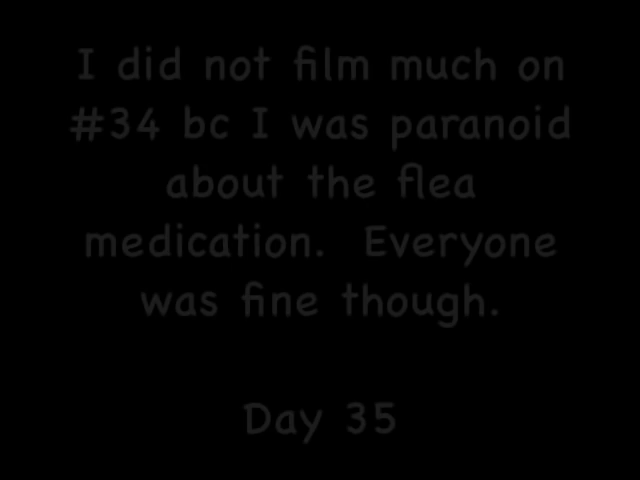 I did not film much on
#34 bc I was paranoid
about the flea
medication.  Everyone
was fine though.
Day 35